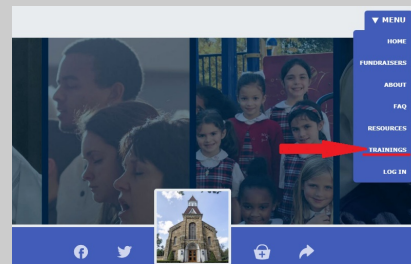 ▼ MENU
HOME
FUNDRAISERS
ABOUT
FAQ
RESOURCES
TRAININGS
LOG IN